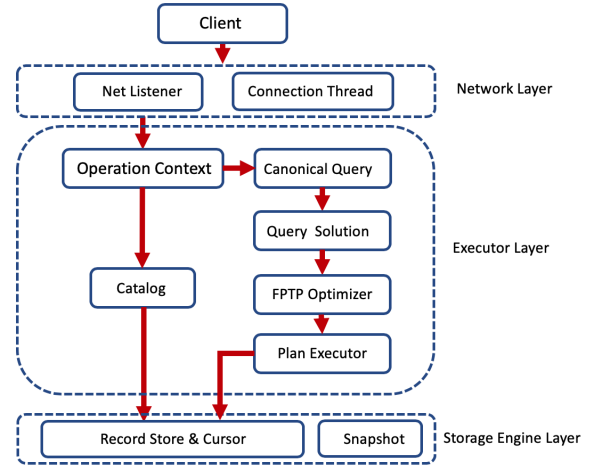 Client
Net Listener
Connection Thread
Network Layer
Operation Context
Canonical Query
Query Solution
Executor Layer
Catalog
FPTP Optimizer
Plan Executor
Record Store & Cursor
Snapshot
Storage Engine Layer